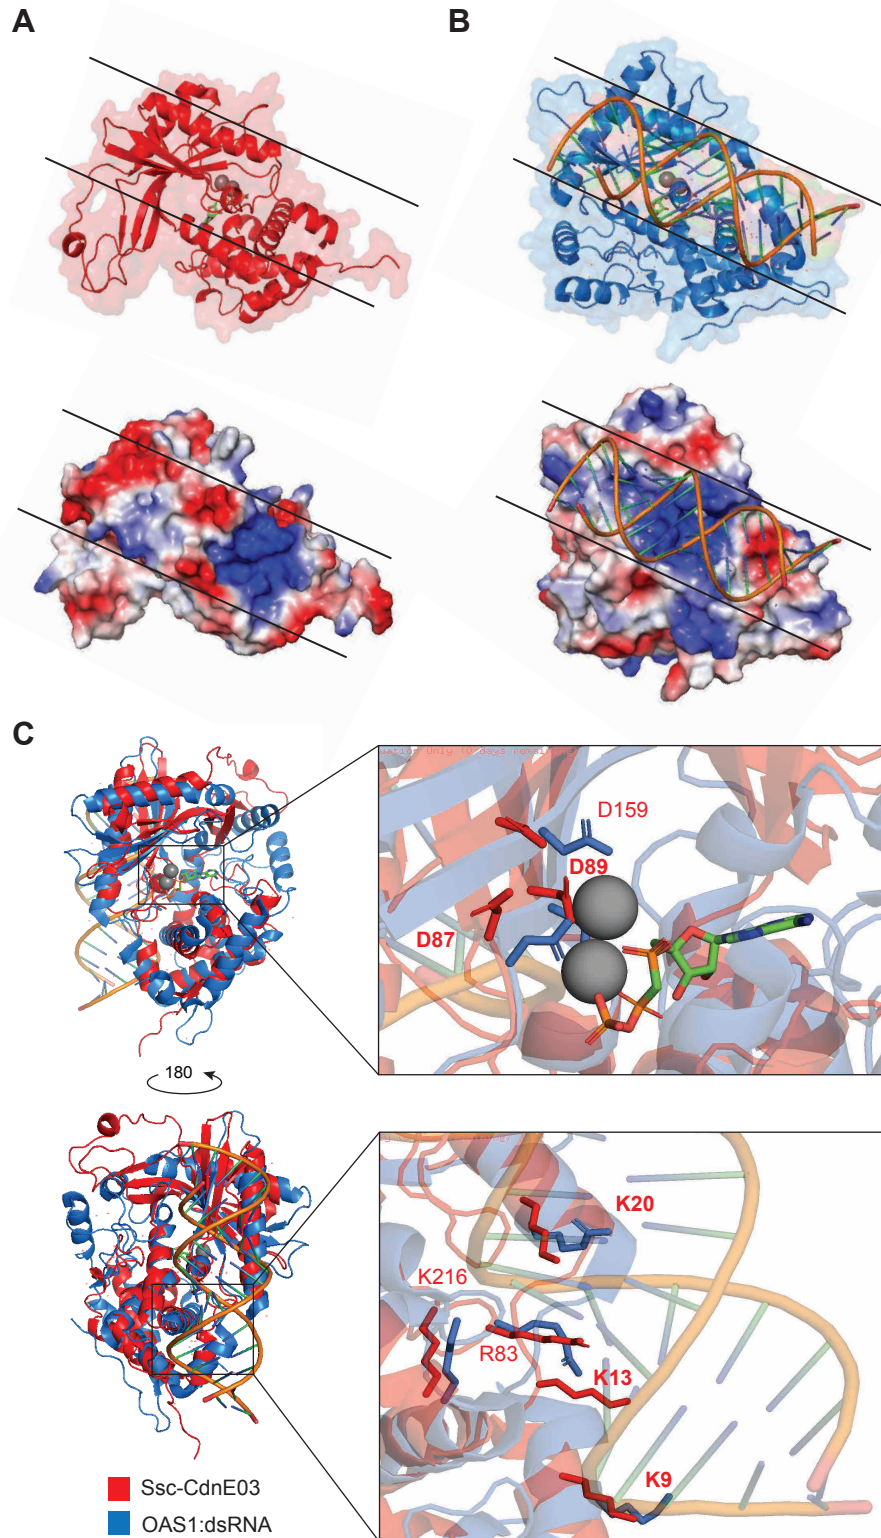 A
B
C
D159
D89
D87
180
K20
K216
R83
K13
K9
Ssc-CdnE03
OAS1:dsRNA